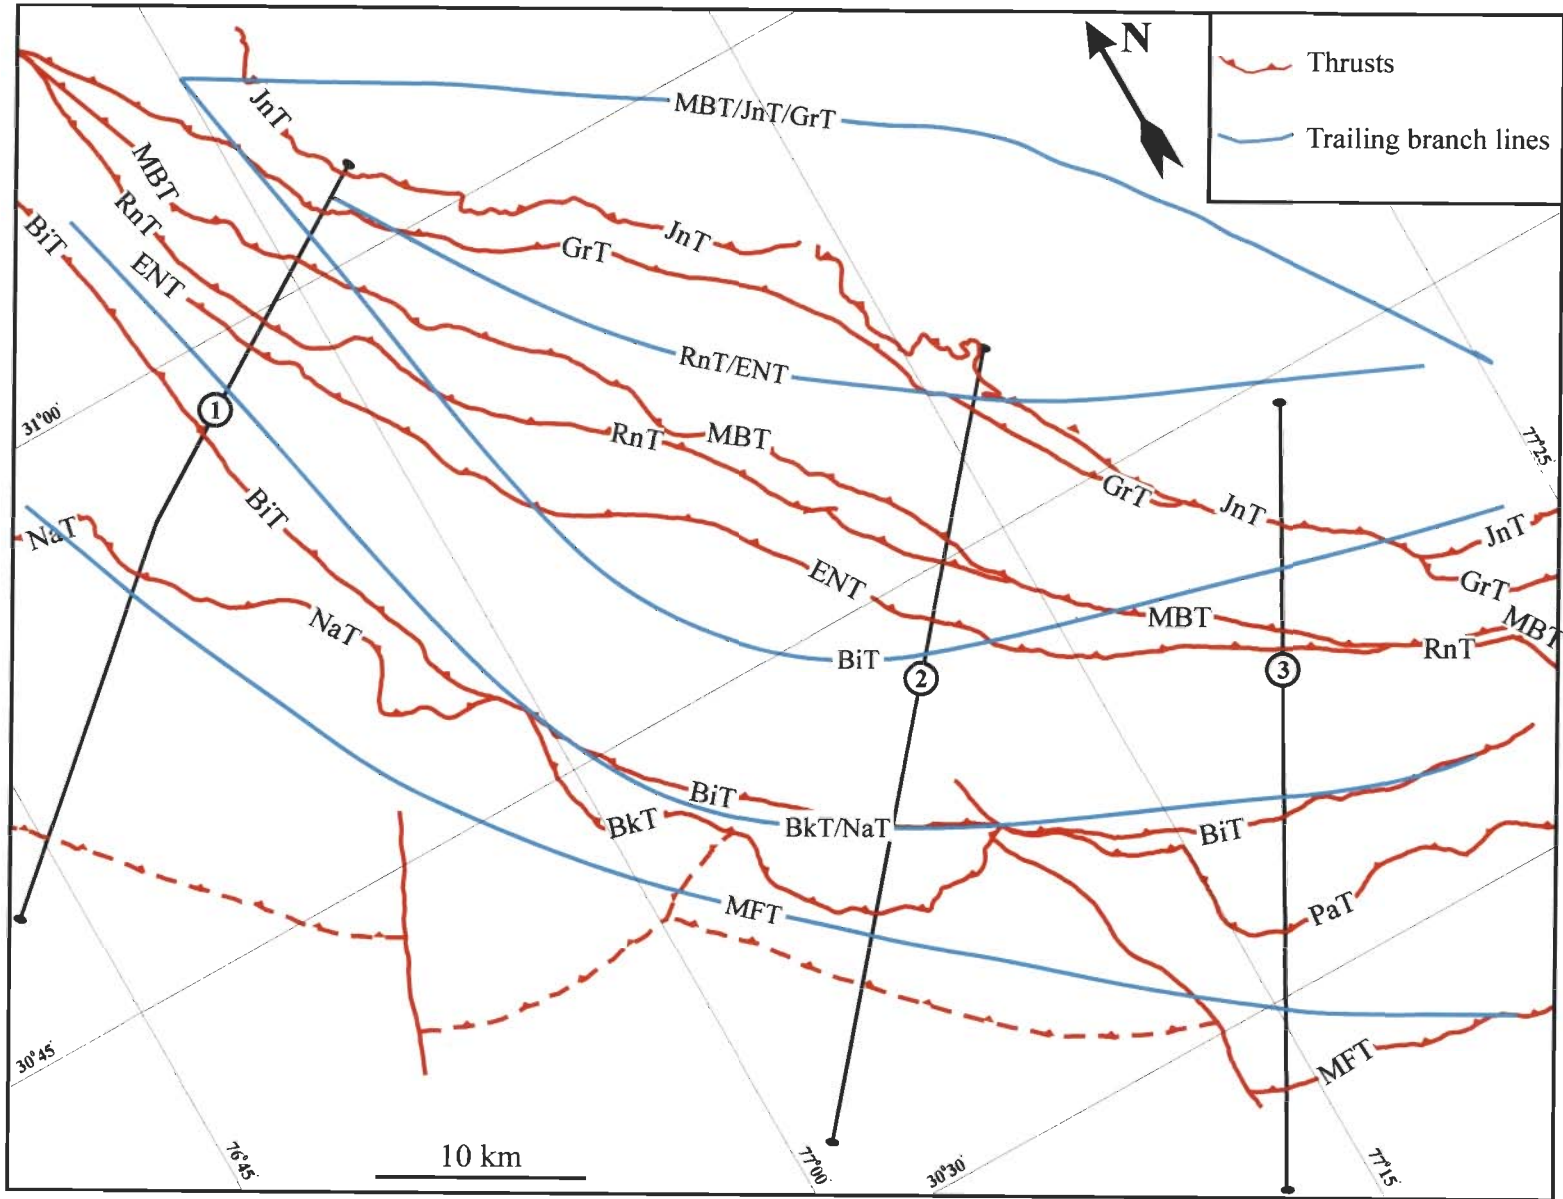 N
Thrusts
Trailing branch lines
MBT/JnT/GrT
JnT
MBT
RnT
BiT
ENT
JnT
GrT
RnT/ENT
1
31°00'
RnT
MBT
77°25'
GrT
JnT
JnT
BiT
NaT
ENT
GrT
MBT
MBT
NaT
RnT
BiT
2
3
BiT
BkT
BkT/NaT
BiT
MFT
PaT
30°45'
MFT
10 km
76°45'
77°00'
30°30'
77°15'